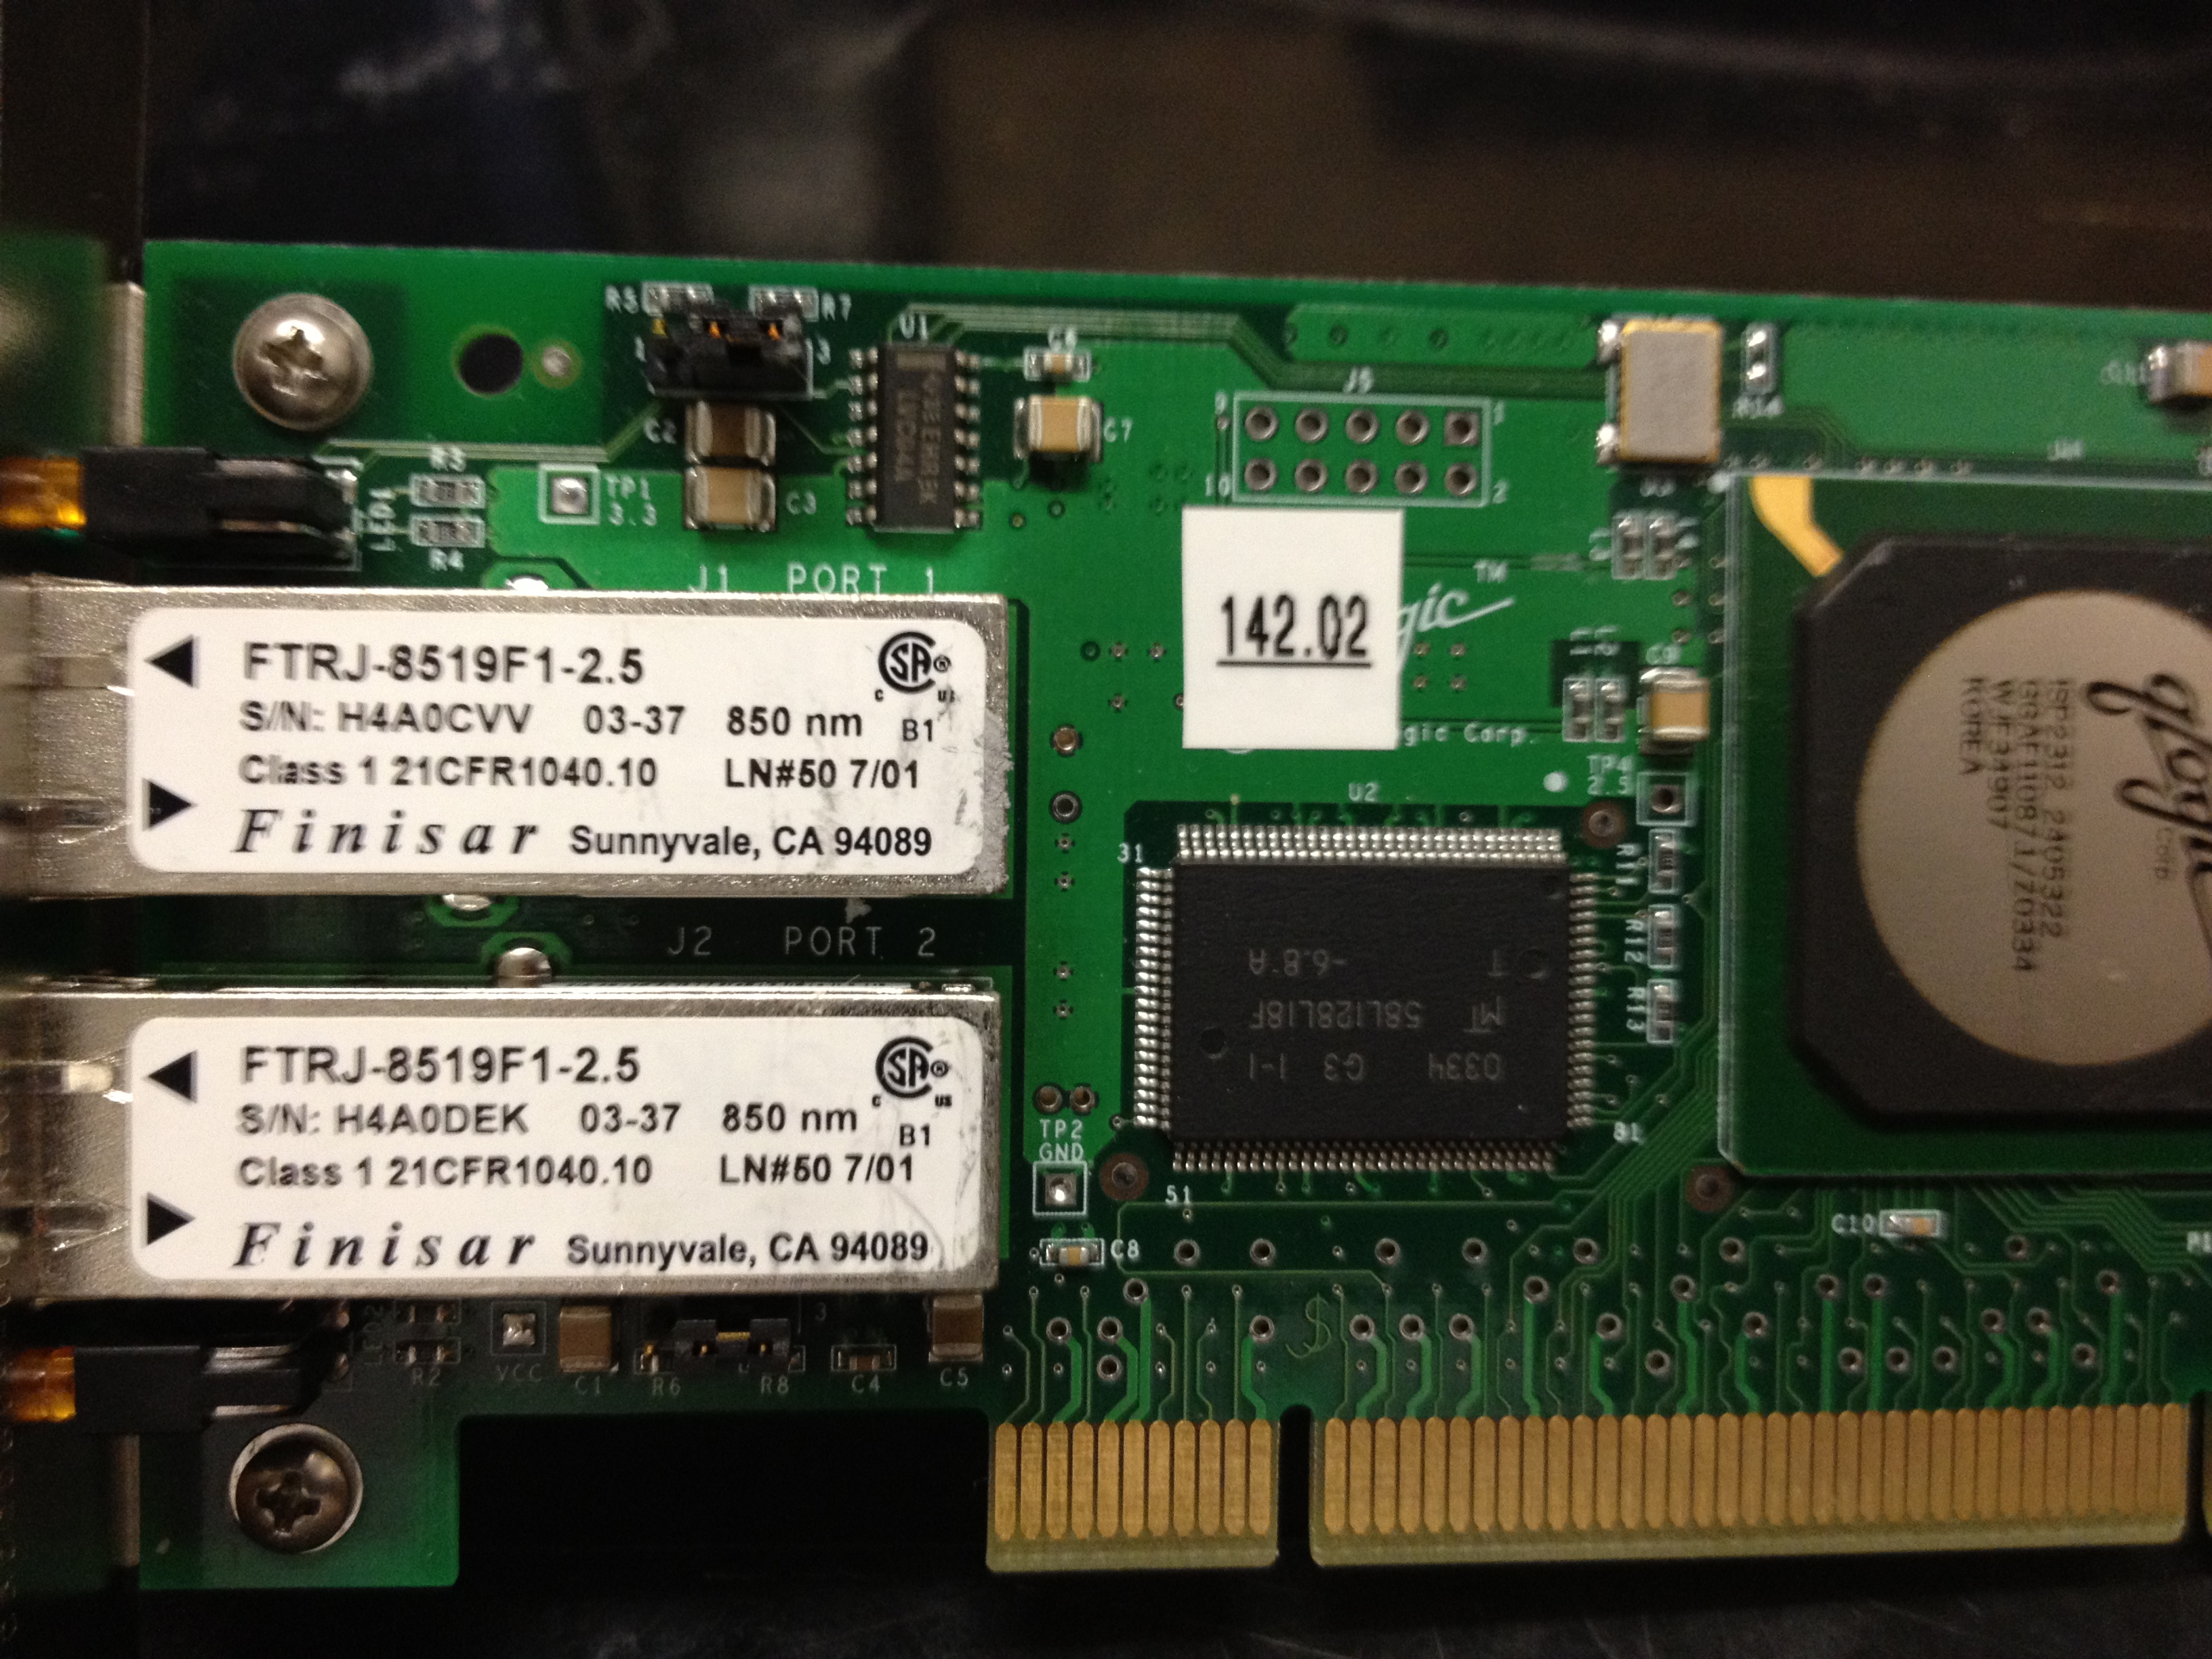 R5
R7
1
3
U1
C6
LVC04A
C2
C7
C3
J5
9
1
10
2
R14
R3
R4
LED1
TP1
3.3
J1 PORT 1
TM
142.02
gic
gic Corp.
FTRJ-8519F1-2.5
S/N: H4A0CVV 03-37 850 nm
B1
Class 1 21CFR1040.10 LN#50 7/01
Finisar Sunnyvale, CA 94089
J2 PORT 2
FTRJ-8519F1-2.5
S/N: H4A0DEK 03-37 850 nm
B1
Class 1 21CFR1040.10 LN#50 7/01
Finisar Sunnyvale, CA 94089
C9
TP4
2.5
U2
31
R11
R12
R13
81
51
0334 G3 1-1
MT 58L128L18F
T -6.8 A
Corp.
ISP2312 2405322
WJF34907
KOREA
TP2
GND
C8
C10
R2
VCC
C1
R6
R8
3
C4
C5